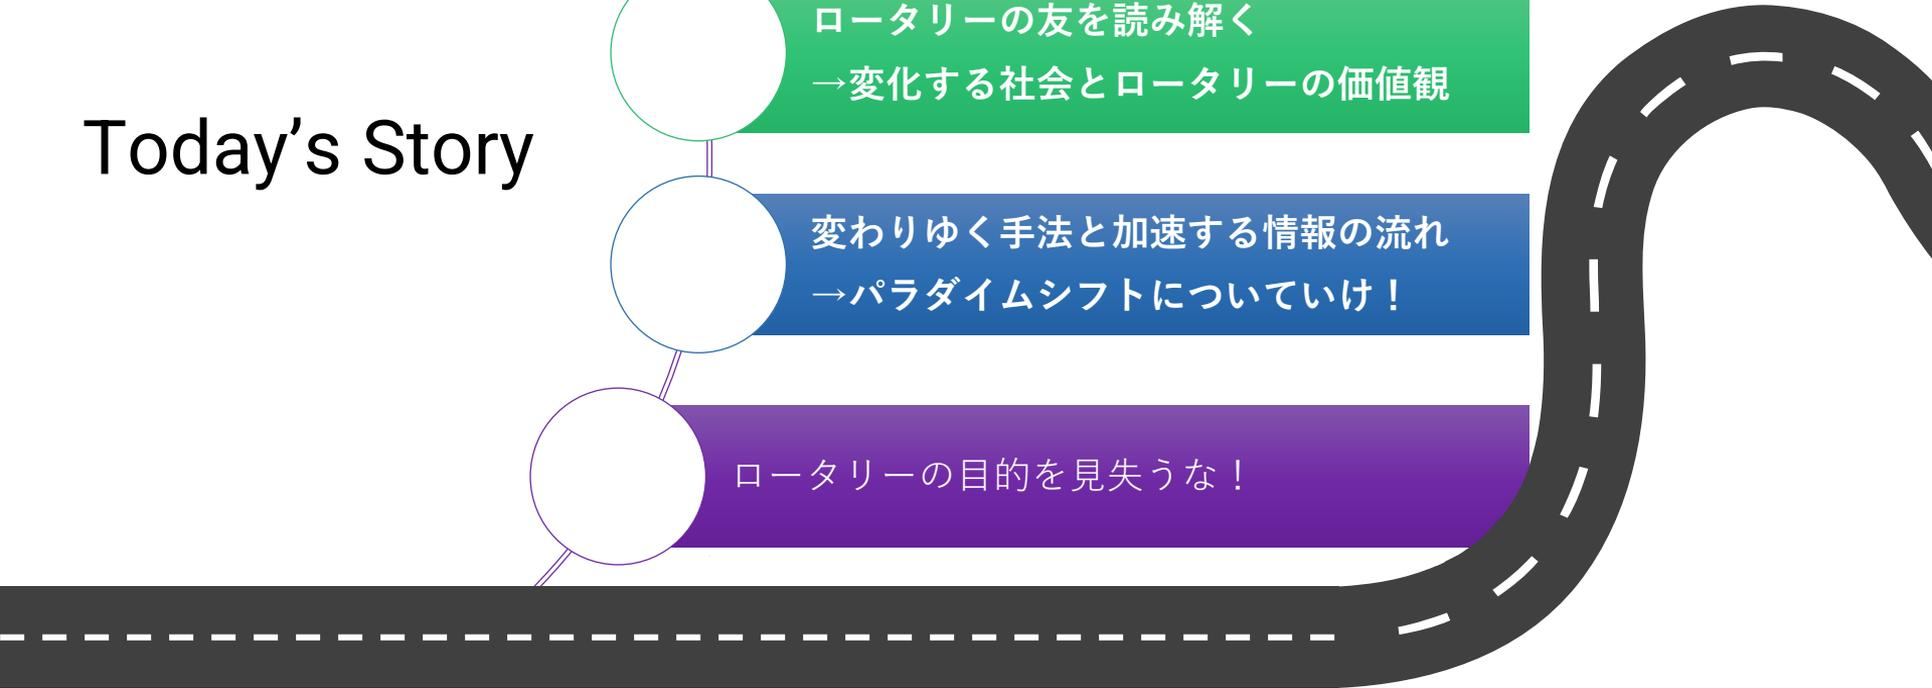 ロータリーの友を読み解く
→変化する社会とロータリーの価値観
Today’s Story
変わりゆく手法と加速する情報の流れ
→パラダイムシフトについていけ！
ロータリーの目的を見失うな！